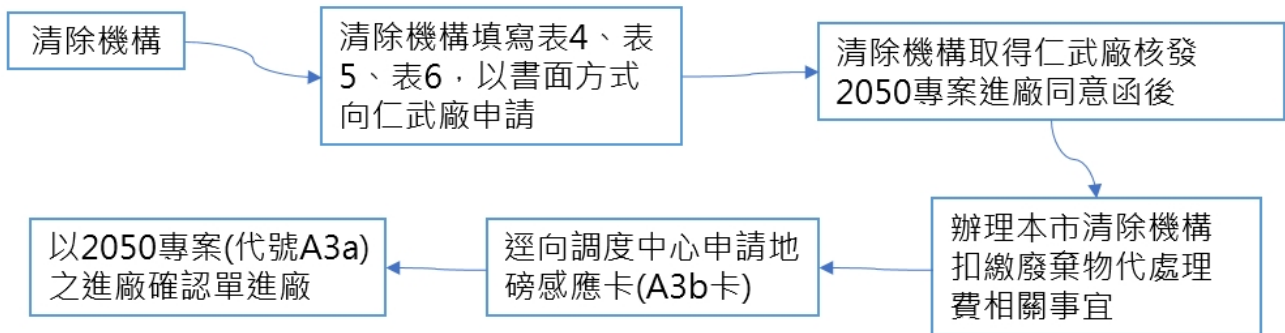 清除機構
清除機構填寫表4、表
5、表6，以書面方式
向仁武廠申請
清除機構取得仁武廠核發
2050專案進廠同意函後
辦理本市清除機構
扣繳廢棄物代處理
費相關事宜
逕向調度中心申請地
磅感應卡(A3b卡)
以2050專案(代號A3a)
之進廠確認單進廠